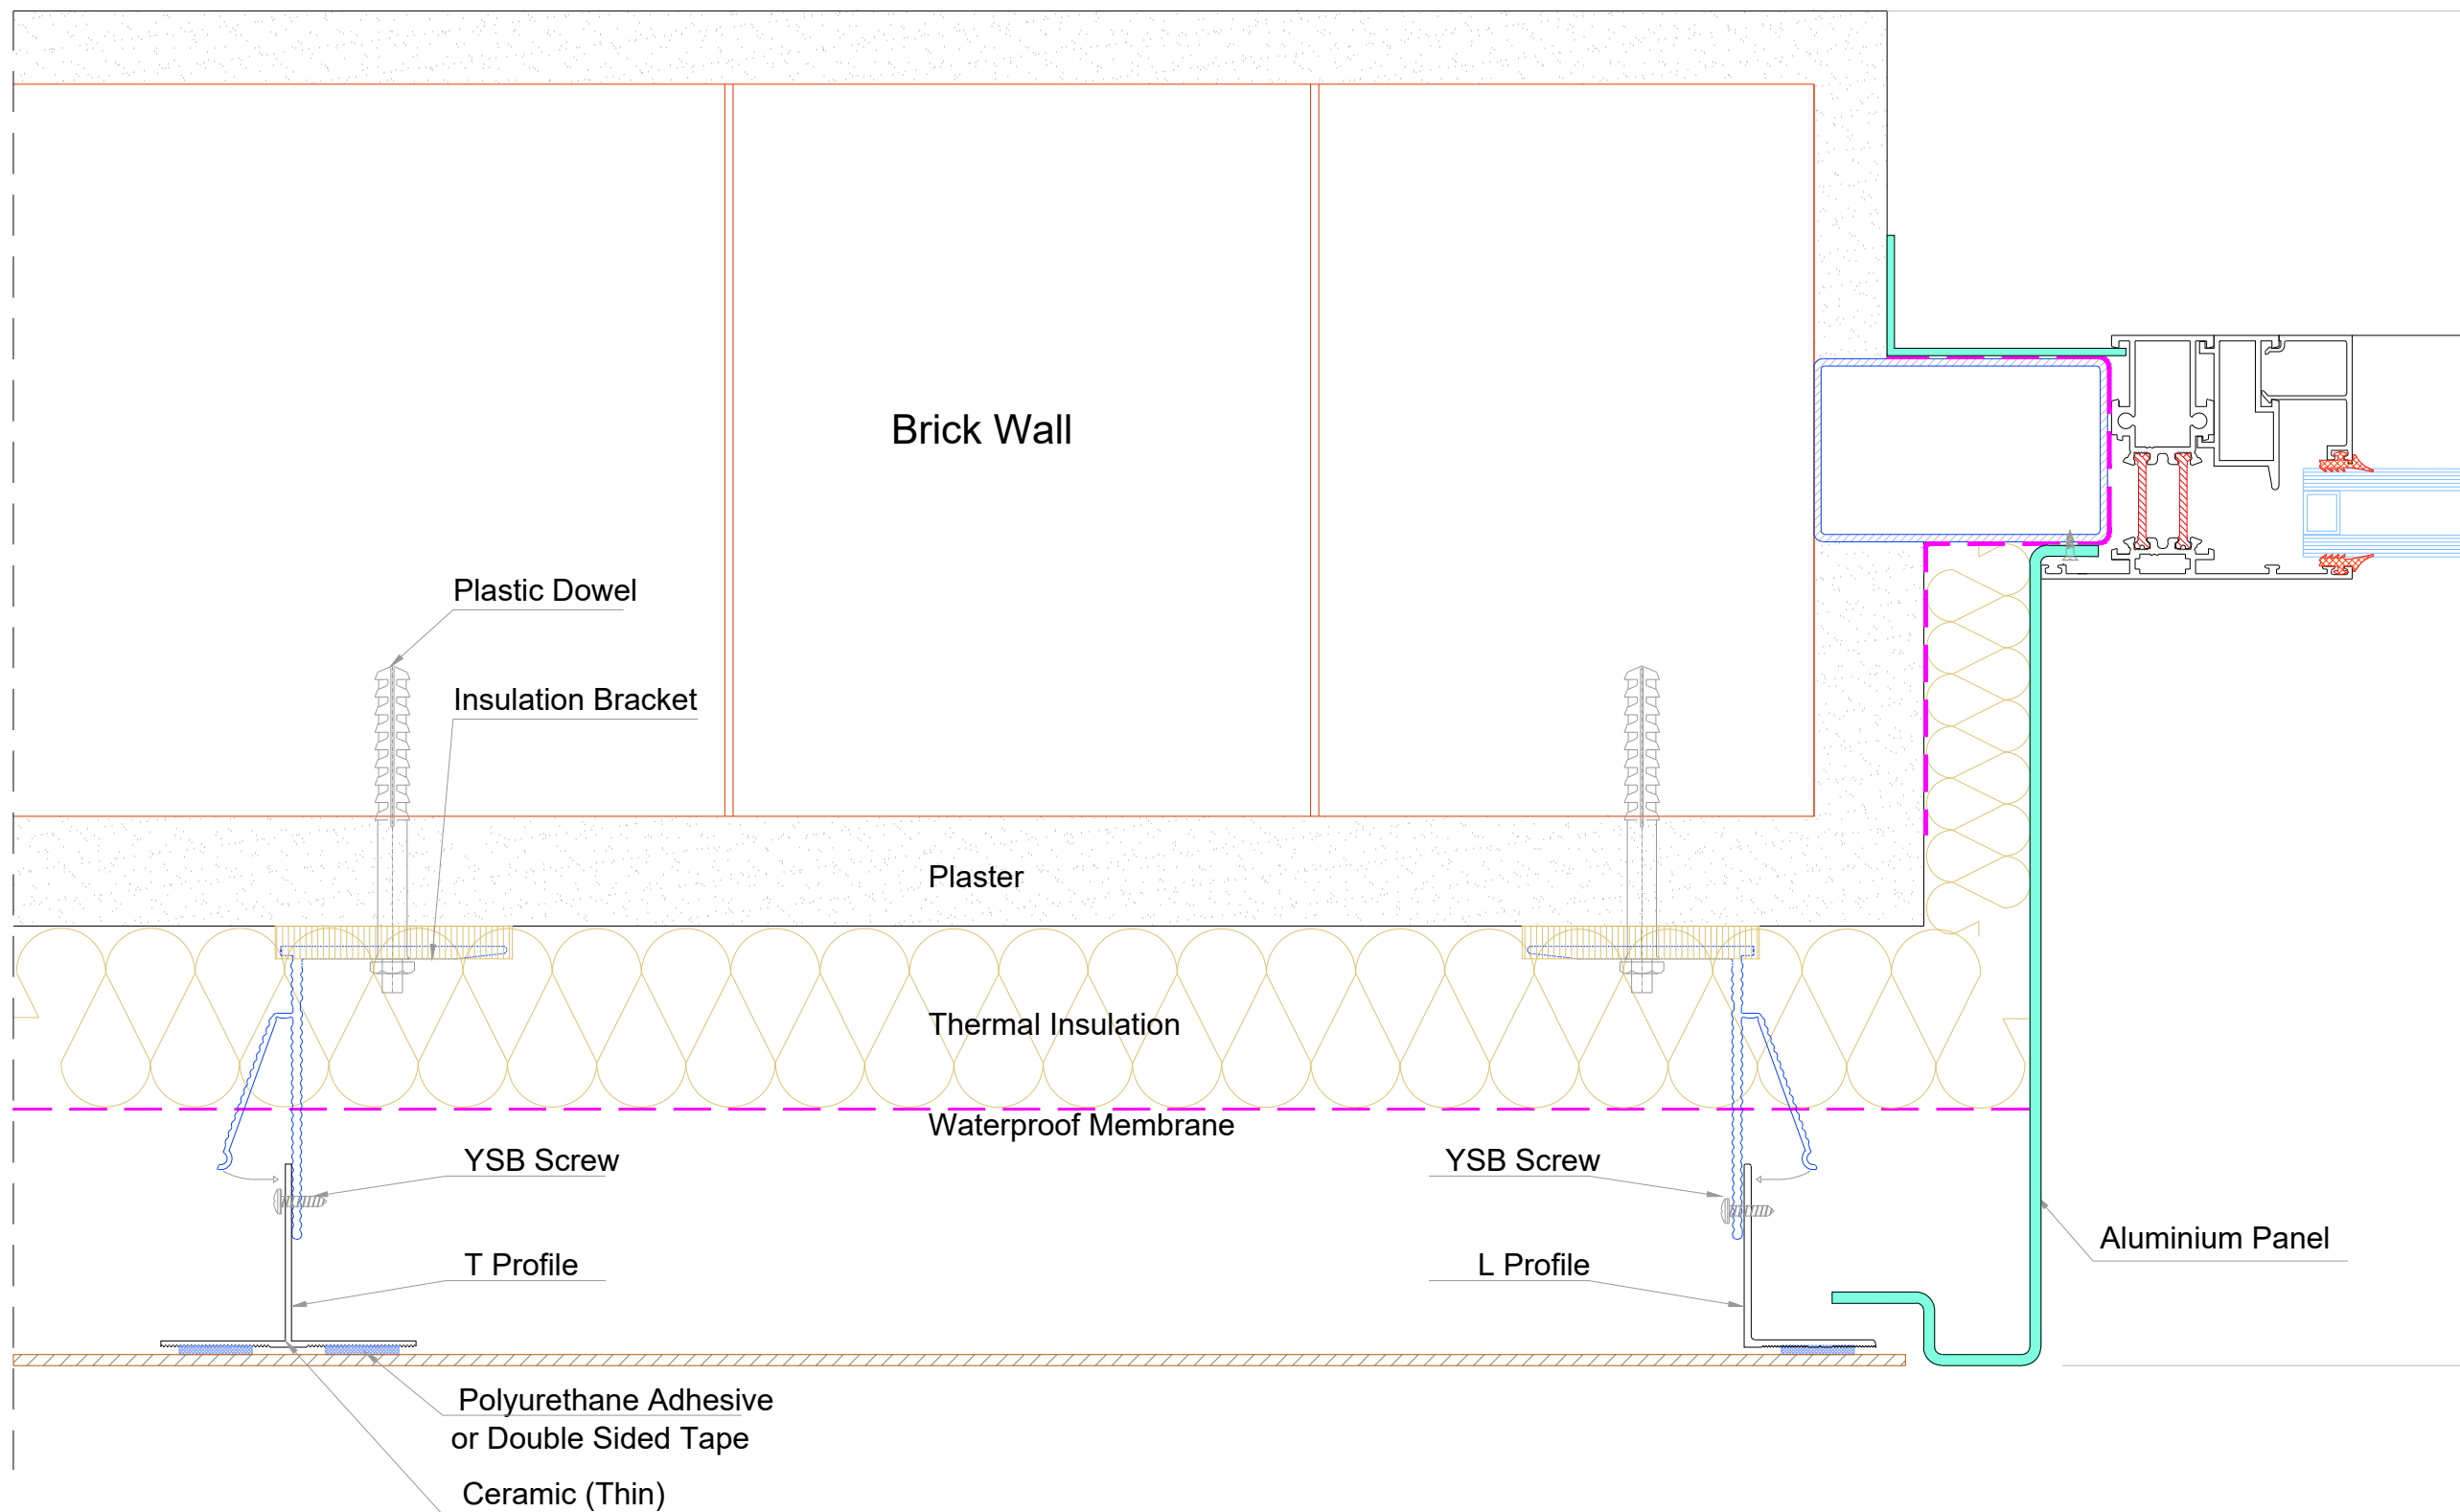 Brick Wall
Plastic Dowel
Insulation Bracket
Plaster
Thermal Insulation
Waterproof Membrane
YSB Screw
YSB Screw
Aluminium Panel
T Profile
L Profile
Polyurethane Adhesive
or Double Sided Tape
Ceramic (Thin)